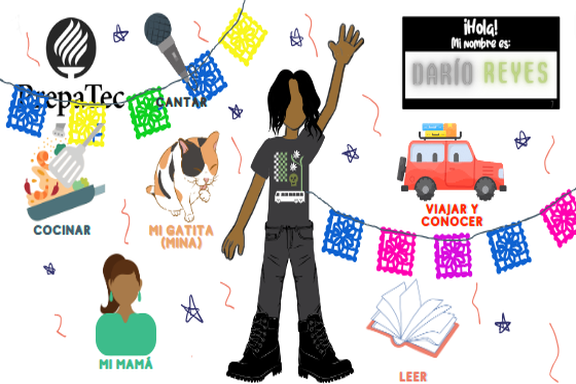 ¡Hola!
Mi nombre es:
DARÍO REYES
PrepaTec
CANTAR
COCINAR
MI GATITA
(MINA)
VIAJAR Y
CONOCER
MI MAMÁ
LEER